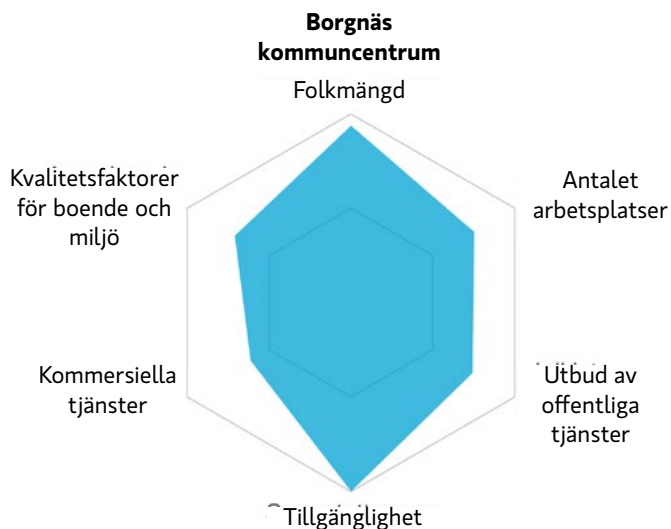 Borgnäs
kommuncentrum
Folkmängd
Kvalitetsfaktorer
för boende och
miljö
Antalet
arbetsplatser
Kommersiella
tjänster
Utbud av
offentliga
tjänster
Tillgänglighet